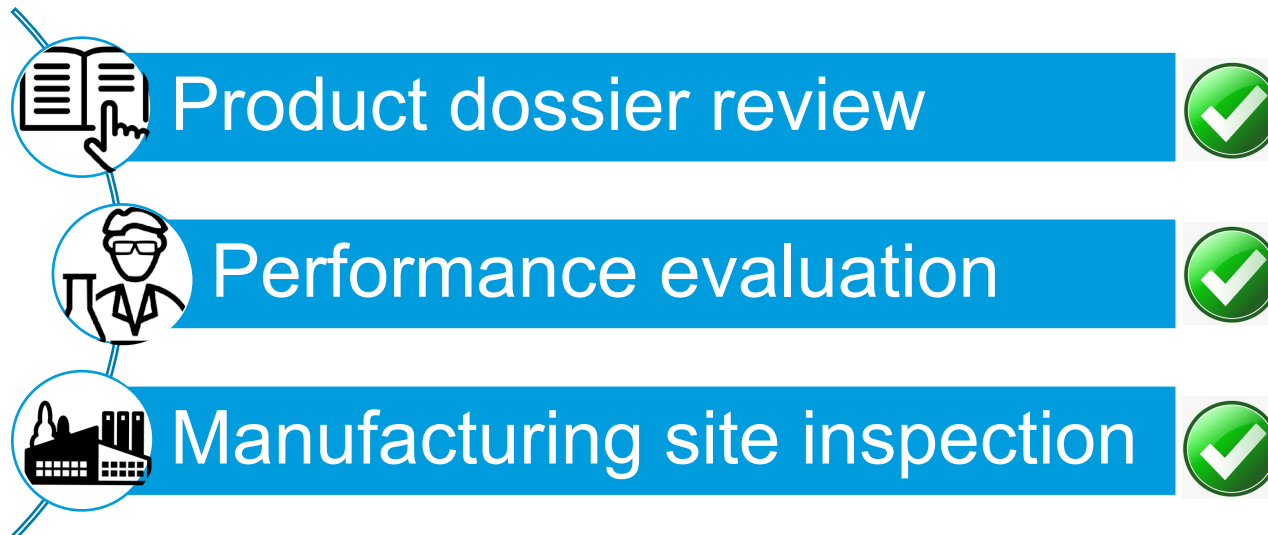 Product dossier review
Performance evaluation
Manufacturing site inspection